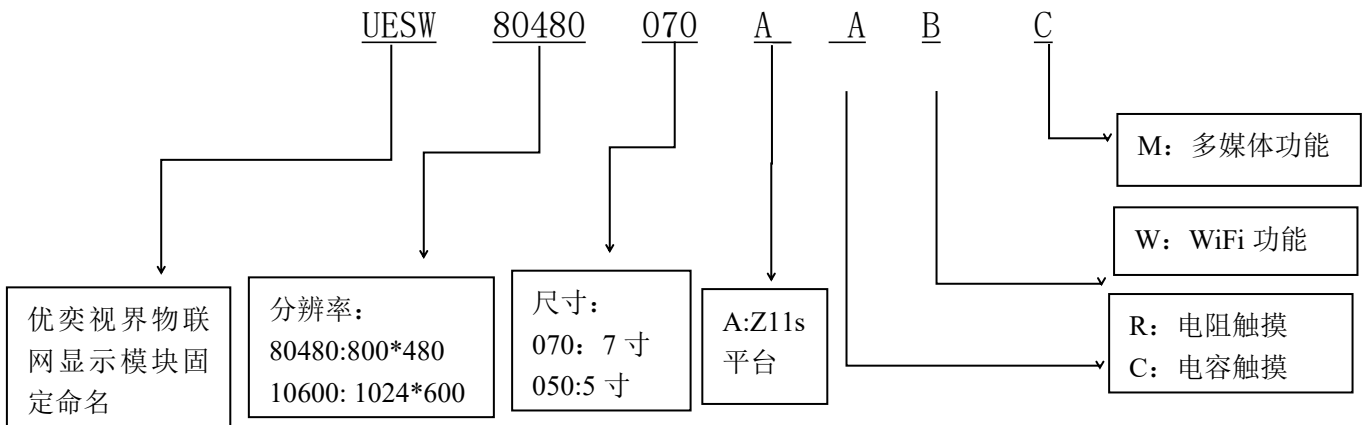 UESW 80480 070 A A B C
M：多媒体功能
W：WiFi 功能
R：电阻触摸
C：电容触摸
优奕视界物联
网显示模块固
定命名
分辨率：
80480:800*480
10600: 1024*600
尺寸：
070：7 寸
050:5 寸
A:Z11s
平台